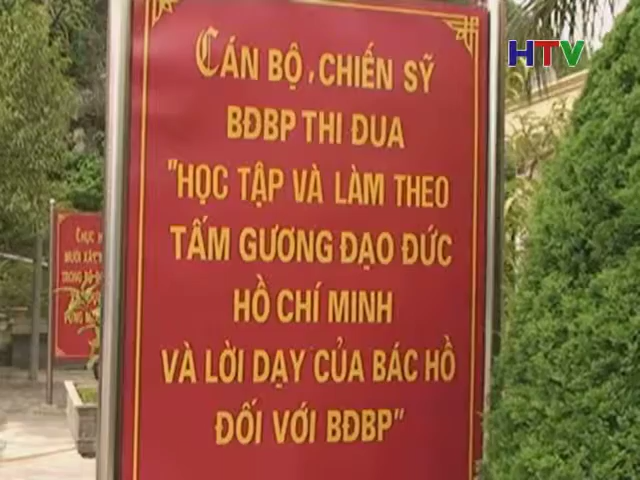 HTV
CÁN BỘ, CHIẾN SỸ
BĐBP THI ĐUA
"HỌC TẬP VÀ LÀM THEO
TẤM GƯƠNG ĐẠO ĐỨC
HỒ CHÍ MINH
VÀ LỜI DẠY CỦA BÁC HỒ
ĐỐI VỚI BĐBP"